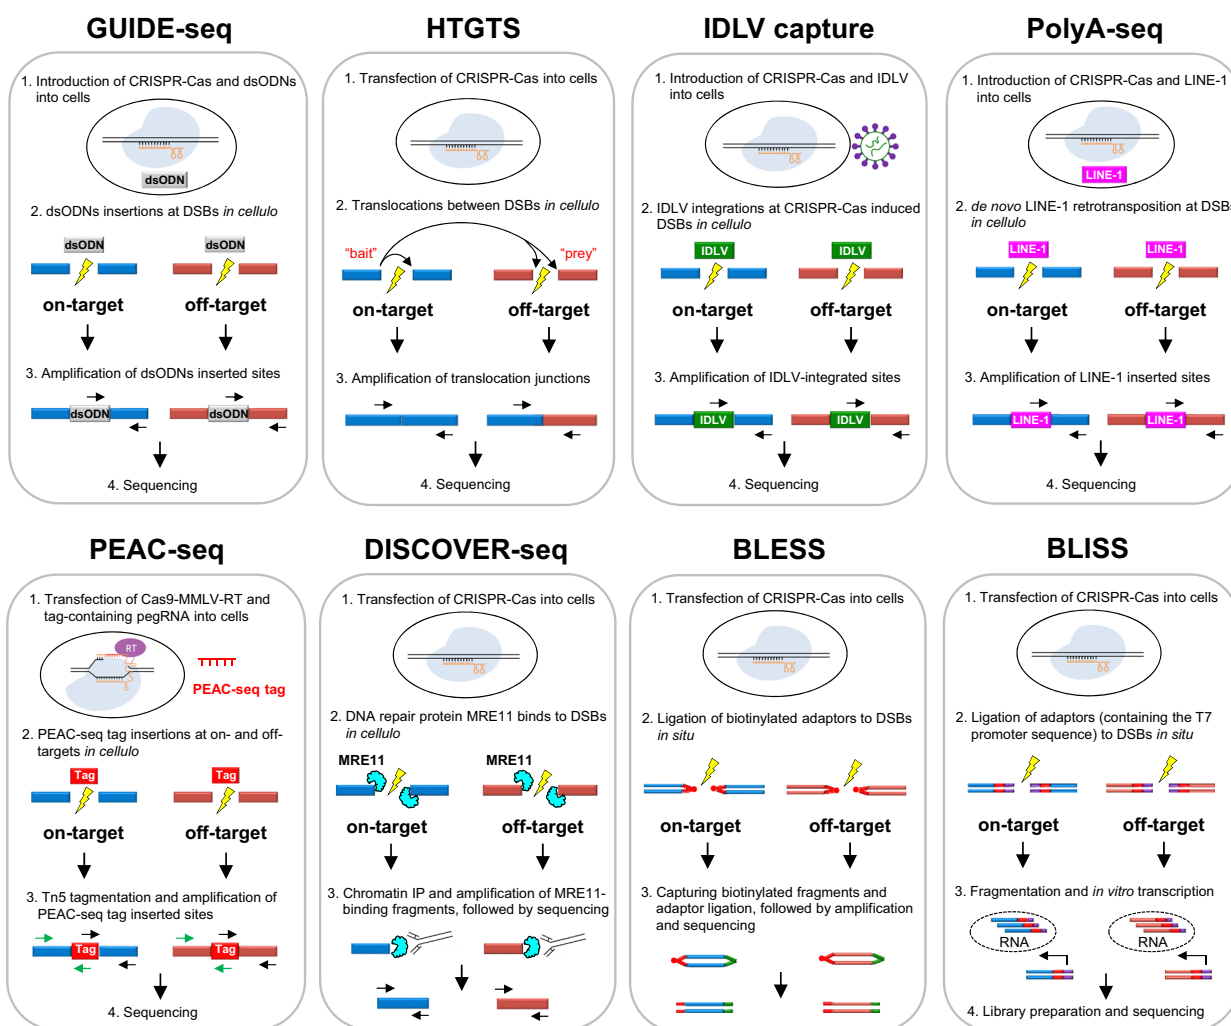 GUIDE-seq
1. Introduction of CRISPR-Cas and dsODNs
into cells
dsODN
2. dsODNs insertions at DSBs in cellulo
dsODN
dsODN
on-target
off-target
3. Amplification of dsODNs inserted sites
dsODN
dsODN
4. Sequencing
HTGTS
1. Transfection of CRISPR-Cas into cells
2. Translocations between DSBs in cellulo
“bait”
“prey”
on-target
off-target
3. Amplification of translocation junctions
4. Sequencing
IDLV capture
1. Introduction of CRISPR-Cas and IDLV
into cells
2. IDLV integrations at CRISPR-Cas induced
DSBs in cellulo
IDLV
IDLV
on-target
off-target
3. Amplification of IDLV-integrated sites
IDLV
IDLV
4. Sequencing
PolyA-seq
1. Introduction of CRISPR-Cas and LINE-1
into cells
LINE-1
2. de novo LINE-1 retrotransposition at DSBs
in cellulo
LINE-1
LINE-1
on-target
off-target
3. Amplification of LINE-1 inserted sites
LINE-1
LINE-1
4. Sequencing
PEAC-seq
1. Transfection of Cas9-MMLV-RT and
tag-containing pegRNA into cells
RT
PEAC-seq tag
2. PEAC-seq tag insertions at on- and off-
targets in cellulo
Tag
Tag
on-target
off-target
3. Tn5 tagmentation and amplification of
PEAC-seq tag inserted sites
Tag
Tag
4. Sequencing
DISCOVER-seq
1. Transfection of CRISPR-Cas into cells
2. DNA repair protein MRE11 binds to DSBs
in cellulo
MRE11
MRE11
on-target
off-target
3. Chromatin IP and amplification of MRE11-
binding fragments, followed by sequencing
BLESS
1. Transfection of CRISPR-Cas into cells
2. Ligation of biotinylated adaptors to DSBs
in situ
on-target
off-target
3. Capturing biotinylated fragments and
adaptor ligation, followed by amplification
and sequencing
BLISS
1. Transfection of CRISPR-Cas into cells
2. Ligation of adaptors (containing the T7
promoter sequence) to DSBs in situ
on-target
off-target
3. Fragmentation and in vitro transcription
RNA
RNA
4. Library preparation and sequencing